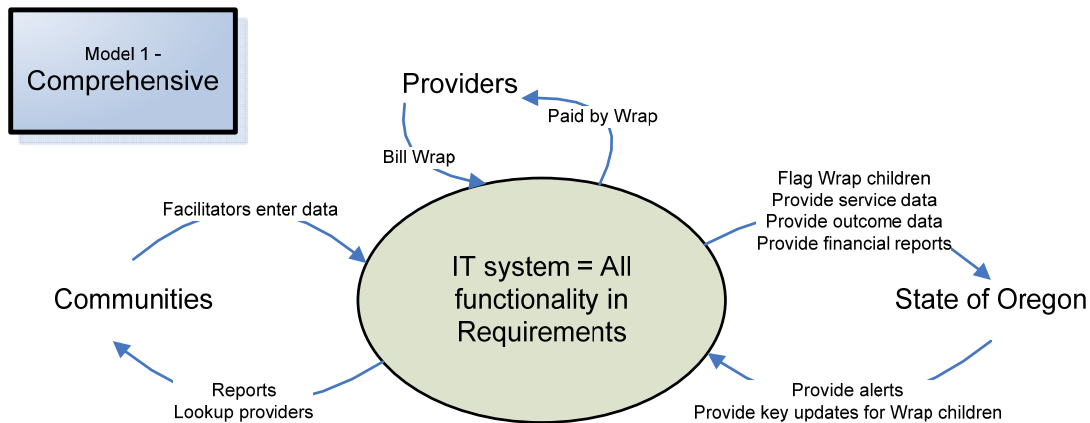 Model 1 -
Comprehensive
Providers
Paid by Wrap
Bill Wrap
Facilitators enter data
Flag Wrap children
Provide service data
Provide outcome data
Provide financial reports
IT system = All
functionality in
Requirements
Communities
State of Oregon
Reports
Lookup providers
Provide alerts
Provide key updates for Wrap children